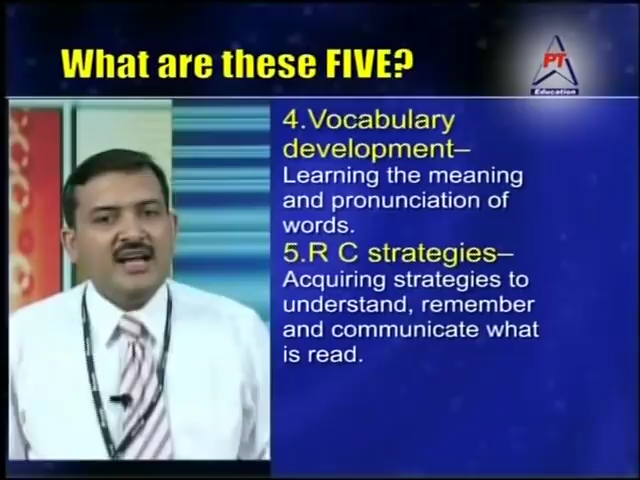 What are these FIVE?
PT
Education
4.Vocabulary
development–
Learning the meaning
and pronunciation of
words.
5.R C strategies–
Acquiring strategies to
understand, remember
and communicate what
is read.